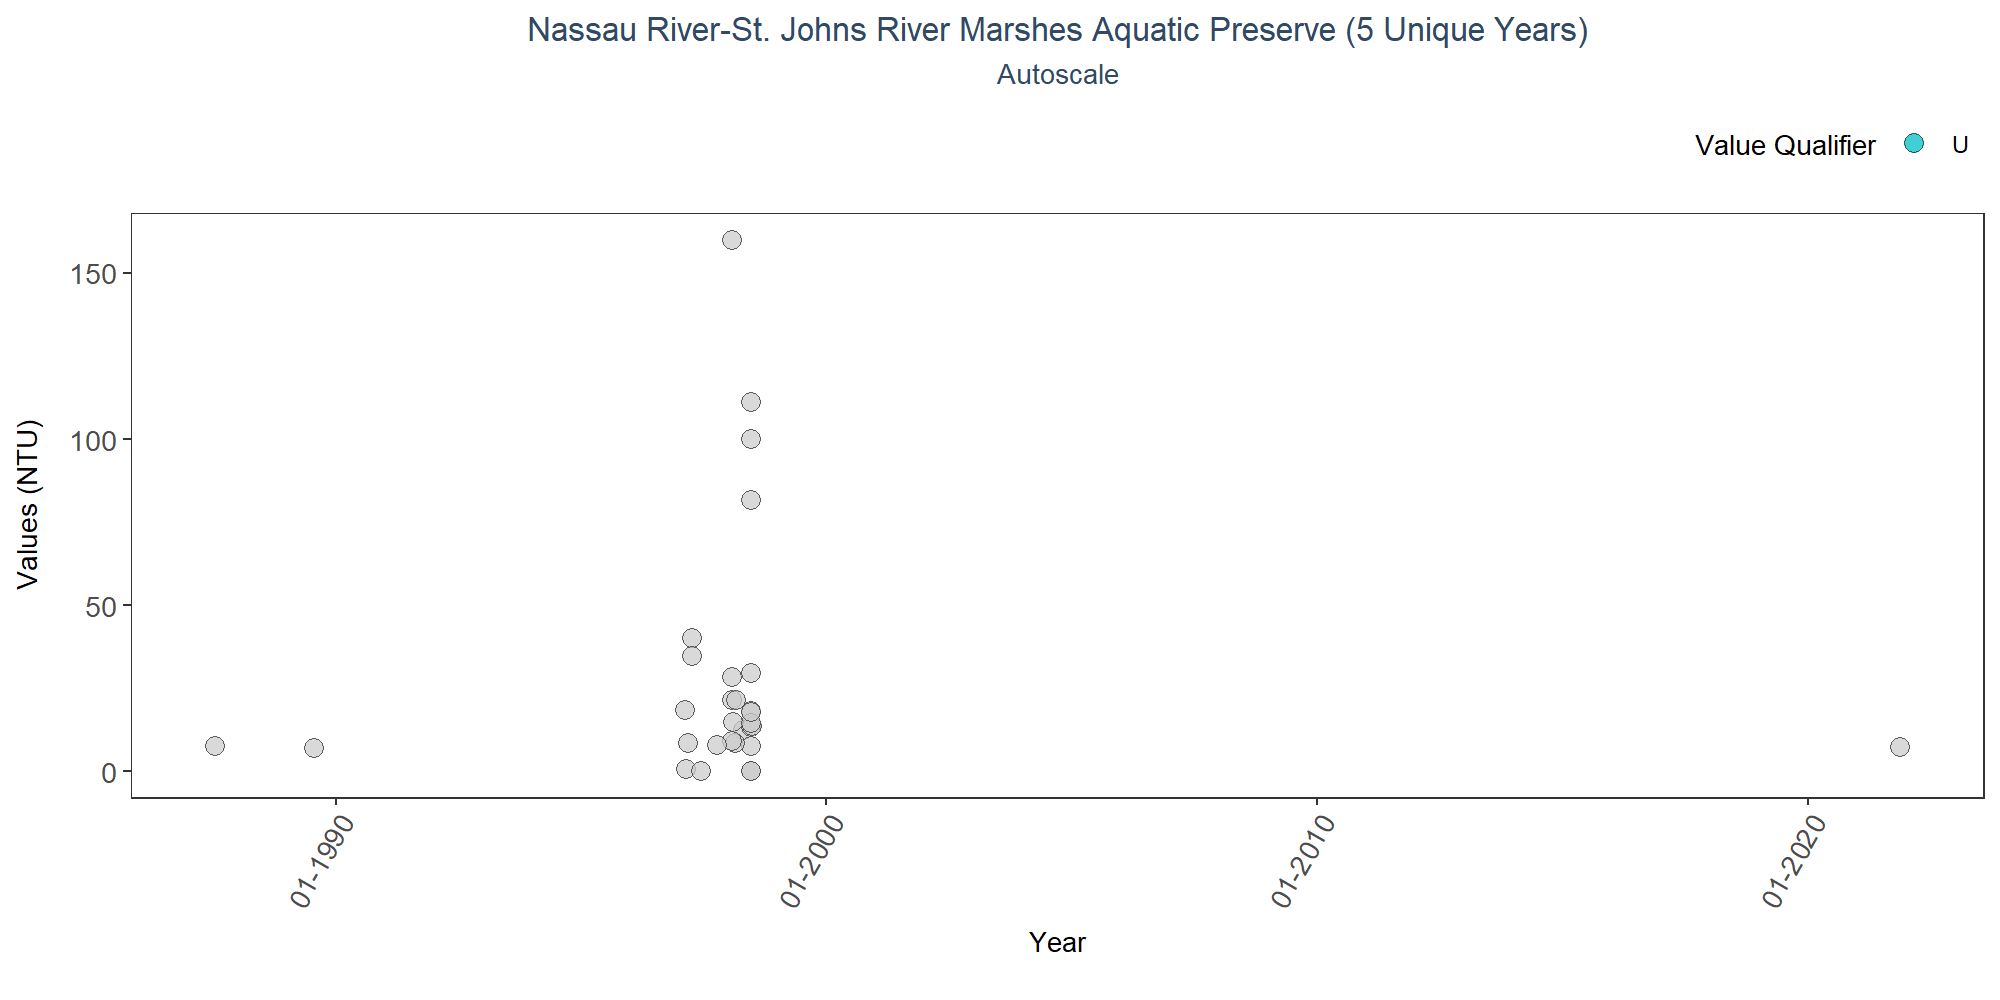 Nassau River-St. Johns River Marshes Aquatic Preserve (5 Unique Years)
Autoscale
Value Qualifier U
150
100
50
0
Values (NTU)
01-1990
01-2000
01-2010
01-2020
Year